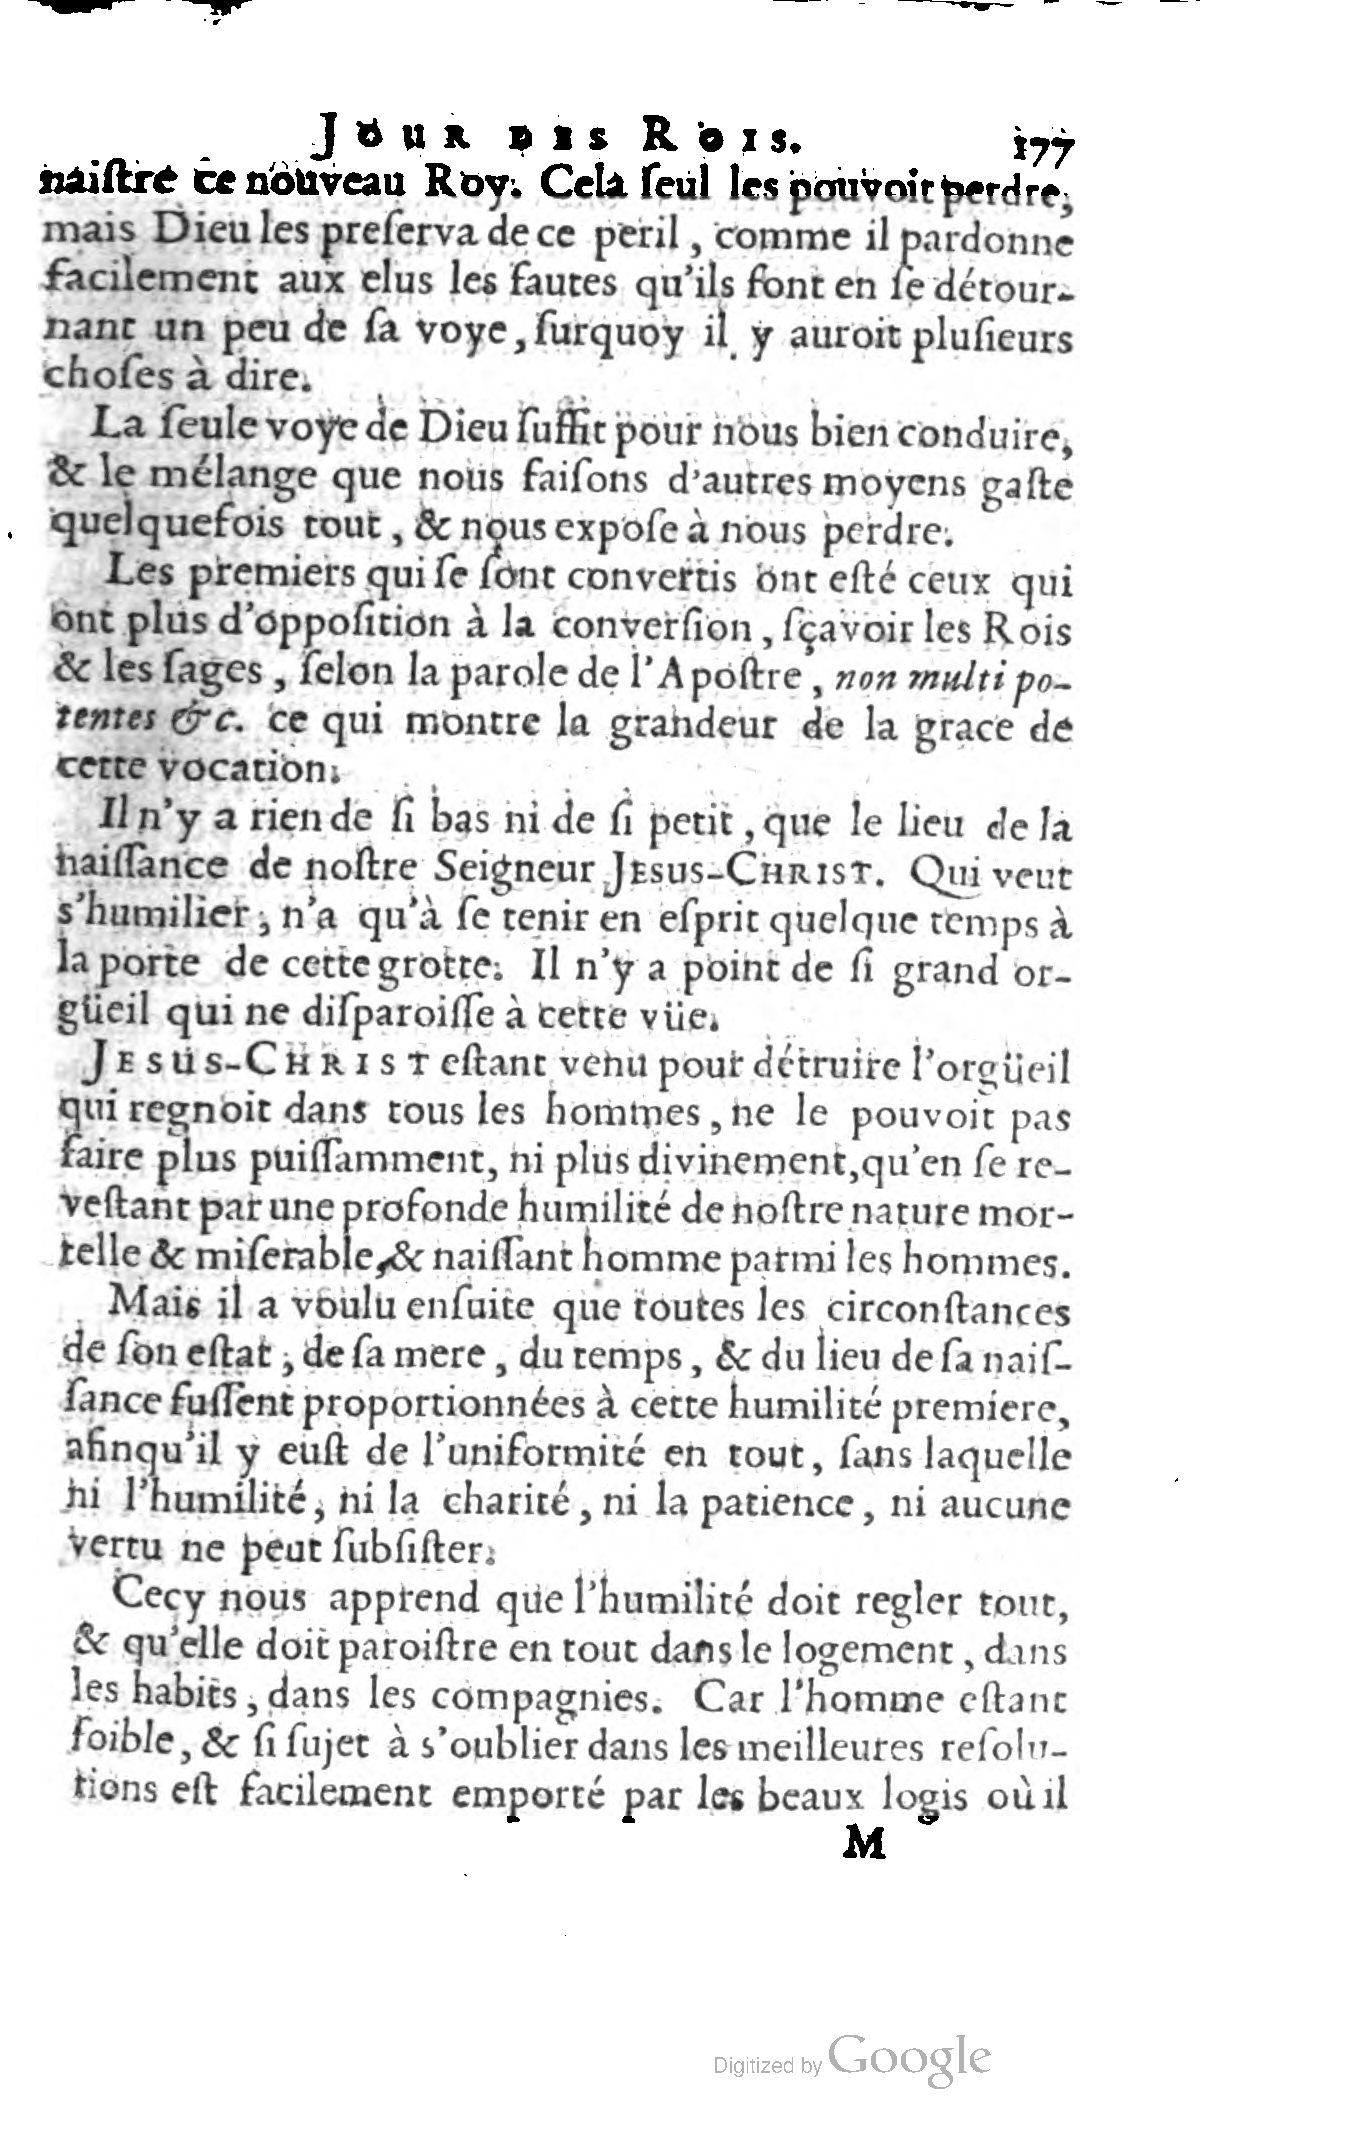 JOUR DES ROIS. 177
naiſtre ce nouveau Roy. Cela ſeul les pouvoit perdre,
mais Dieu les preſerva de ce peril, comme il pardonne
facilement aux elus les fautes qu'ils font en ſe détour-
nant un peu de ſa voye, ſurquoy il y auroit pluſieurs
choſes à dire.
La ſeule voye de Dieu ſuffit pour nous bien conduire,
& le mélange que nous faiſons d'autres moyens gaſte
quelquefois tout, & nous expoſe à nous perdre.
Les premiers qui ſe ſont convertis ont eſté ceux qui
ont plus d'oppoſition à la converſion, ſçavoir les Rois
& les ſages, ſelon la parole de l'Apoſtre, non multi po-
tentes &c. ce qui montre la grandeur de la grace de
cette vocation.
Il n'y a rien de ſi bas ni de ſi petit, que le lieu de la
naiſſance de noſtre Seigneur JESUS-CHRIST. Qui veut
s'humilier, n'a qu'à ſe tenir en eſprit quelque temps à
la porte de cette grotte. Il n'y a point de ſi grand or-
güeil qui ne diſparoiſſe à cette vüe.
JESUS-CHRIST eſtant venu pour détruire l'orgüeil
qui regnoit dans tous les hommes, ne le pouvoit pas
faire plus puiſſamment, ni plus divinement, qu'en ſe re-
veſtant par une profonde humilité de noſtre nature mor-
telle & miſerable, & naiſſant homme parmi les hommes.
Mais il a voulu enſuite que toutes les circonſtances
de ſon eſtat, de ſa mere, du temps, & du lieu de ſa naiſ-
ſance fuſſent proportionnées à cette humilité premiere,
afinqu'il y euſt de l'uniformité en tout, ſans laquelle
ni l'humilité, ni la charité, ni la patience, ni aucune
vertu ne peut ſubſiſter.
Cecy nous apprend que l'humilité doit regler tout,
& qu'elle doit paroiſtre en tout dans le logement, dans
les habits, dans les compagnies. Car l'homme eſtant
foible, & ſi ſujet à s'oublier dans les meilleures reſolu-
tions eſt facilement emporté par les beaux logis où il
M
Digitized by Google